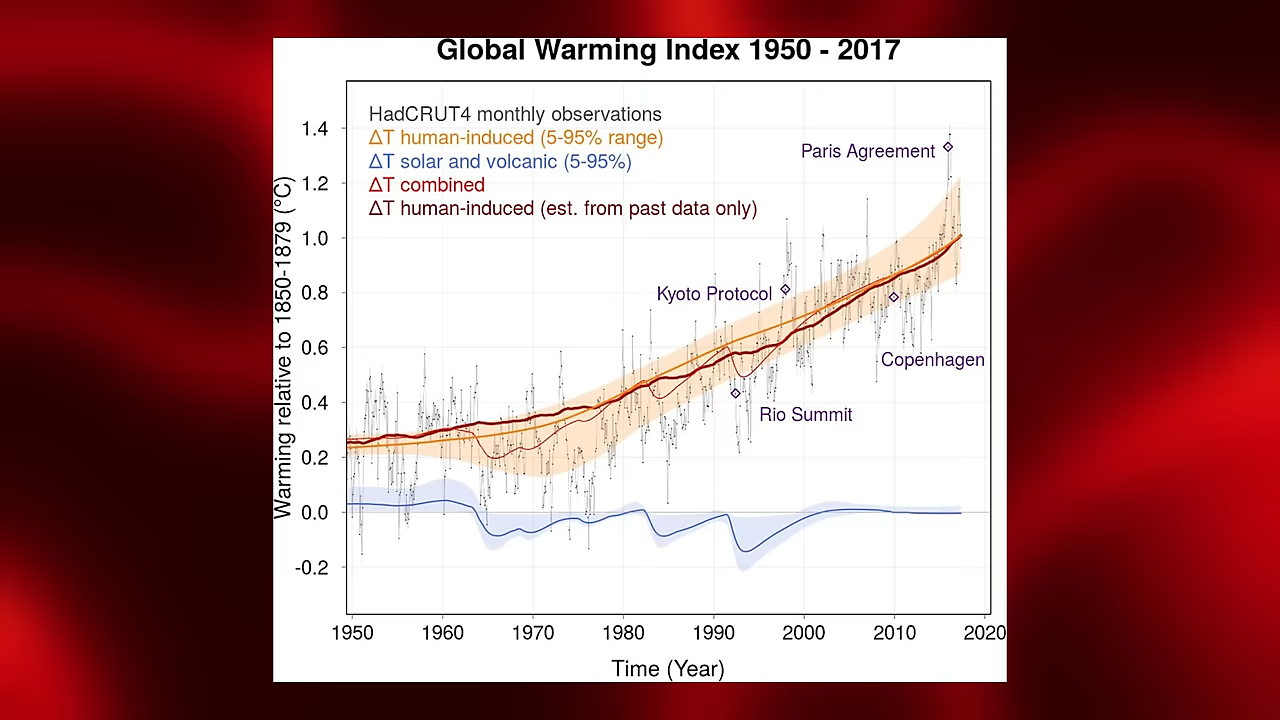 Global Warming Index 1950 - 2017
HadCRUT4 monthly observations
ΔT human-induced (5-95% range)
ΔT solar and volcanic (5-95%)
ΔT combined
ΔT human-induced (est. from past data only)
Paris Agreement
Kyoto Protocol
Copenhagen
Rio Summit
Warming relative to 1850-1879 (°C)
1.4
1.2
1.0
0.8
0.6
0.4
0.2
0.0
-0.2
1950 1960 1970 1980 1990 2000 2010 2020
Time (Year)